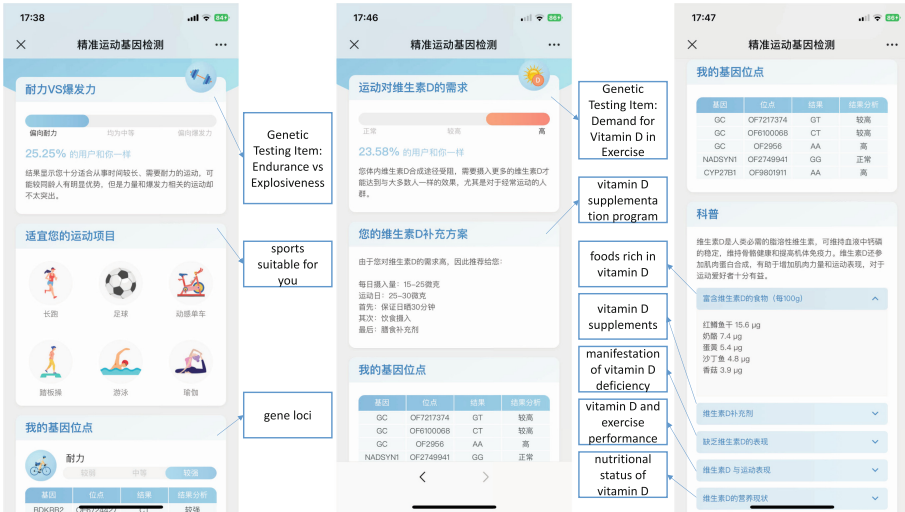 17:38
84+
精准运动基因检测
耐力VS爆发力
偏向耐力
均为中等
偏向爆发力
25.25% 的用户和你一样
结果显示您十分适合从事时间较长、需要耐力的运动，可
能较同龄人有明显优势，但是力量和爆发力相关的运动却
不太突出。
适宜您的运动项目
长跑
足球
动感单车
踏板操
游泳
瑜伽
我的基因位点
耐力
较弱
中等
较强
基因
位点
结果
结果分析
BDKRB2
OF6724427
CT
较强
Genetic
Testing Item:
Endurance vs
Explosiveness
sports
suitable for
you
gene loci
17:46
86+
精准运动基因检测
运动对维生素D的需求
正常
较高
高
23.58% 的用户和你一样
您体内维生素D合成途径受阻，需要摄入更多的维生素D才
能达到与大多数人一样的效果，尤其是对于经常运动的人
群。
您的维生素D补充方案
由于您对维生素D的需求高，因此推荐给您：
每日摄入量：15-25微克
运动日：25-30微克
首先：保证日晒30分钟
其次：饮食摄入
最后：膳食补充剂
我的基因位点
基因
位点
结果
结果分析
GC
OF7217374
GT
较高
GC
OF6100068
CT
较高
GC
OF2956
AA
高
NADSYN1
OF2749941
GG
正常
Genetic
Testing Item:
Demand for
Vitamin D in
Exercise
vitamin D
supplementa
tion program
foods rich in
vitamin D
vitamin D
supplements
manifestation
of vitamin D
deficiency
vitamin D and
exercise
performance
nutritional
status of
vitamin D
17:47
86+
精准运动基因检测
我的基因位点
基因
位点
结果
结果分析
GC
OF7217374
GT
较高
GC
OF6100068
CT
较高
GC
OF2956
AA
高
NADSYN1
OF2749941
GG
正常
CYP27B1
OF9801911
AA
高
科普
维生素D是人类必需的脂溶性维生素，可维持血液中钙磷
的稳定，维持骨骼健康和提高机体免疫力。维生素D还参
加肌肉蛋白合成，有助于增加肌肉力量和运动表现，对于
运动爱好者十分有益。
富含维生素D的食物（每100g）
红鳟鱼干 15.6 μg
奶酪 7.4 μg
蛋黄 5.4 μg
沙丁鱼 4.8 μg
香菇 3.9 μg
维生素D补充剂
缺乏维生素D的表现
维生素D 与运动表现
维生素D的营养现状